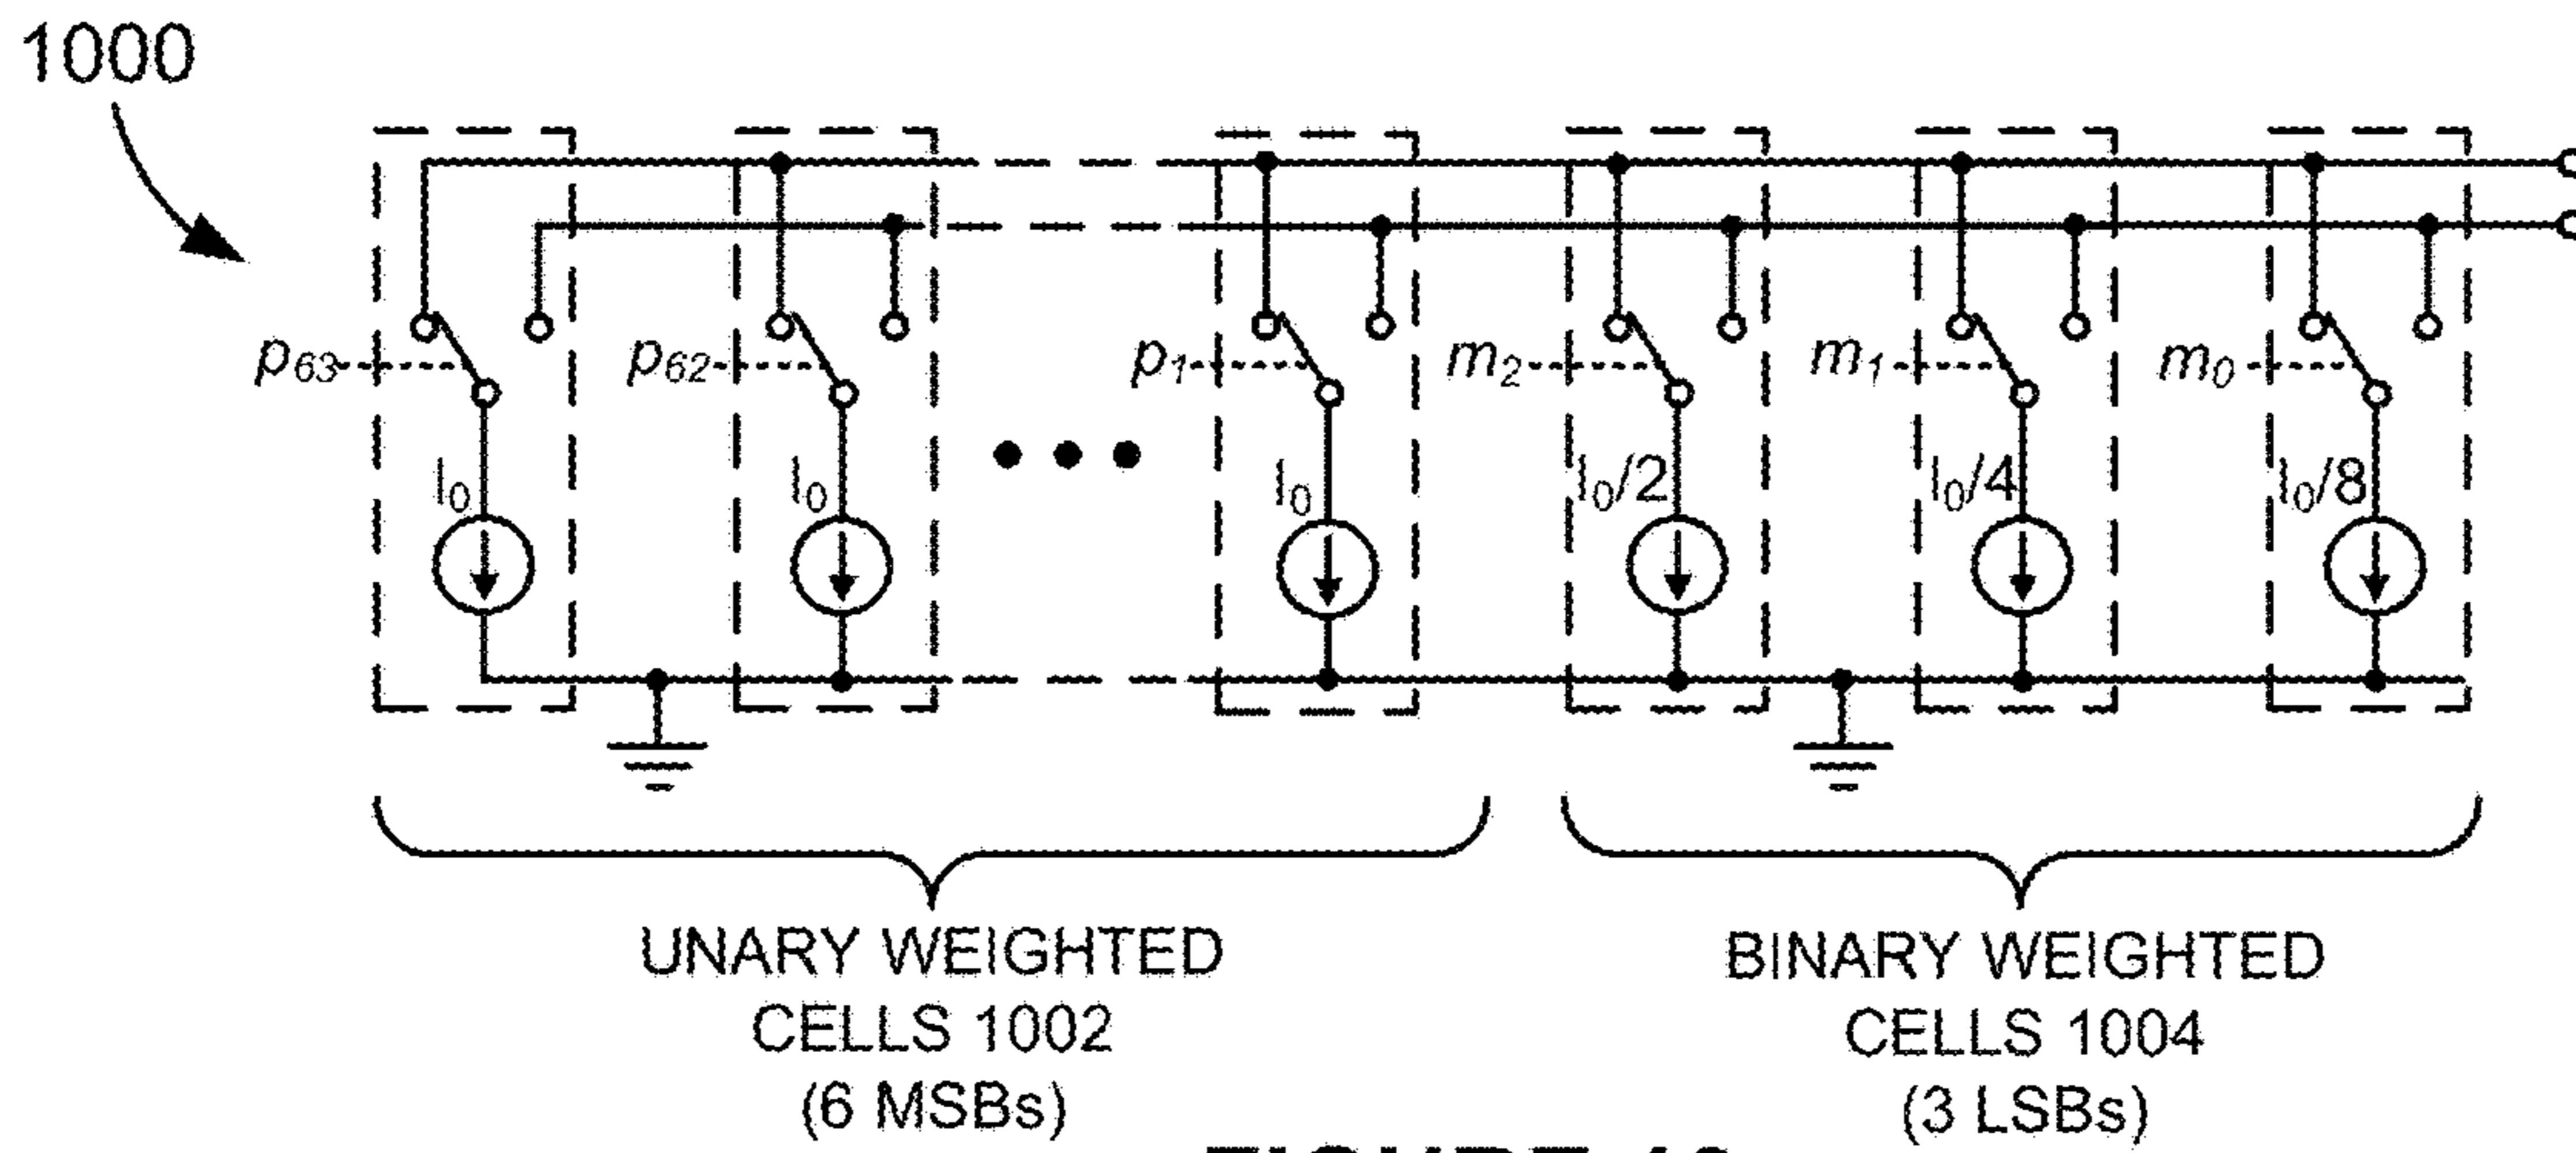 1000
p63 p62 p1 m2 m1 m0
I0 I0 I0 I0/2 I0/4 I0/8
UNARY WEIGHTED
CELLS 1002
(6 MSBs)
BINARY WEIGHTED
CELLS 1004
(3 LSBs)